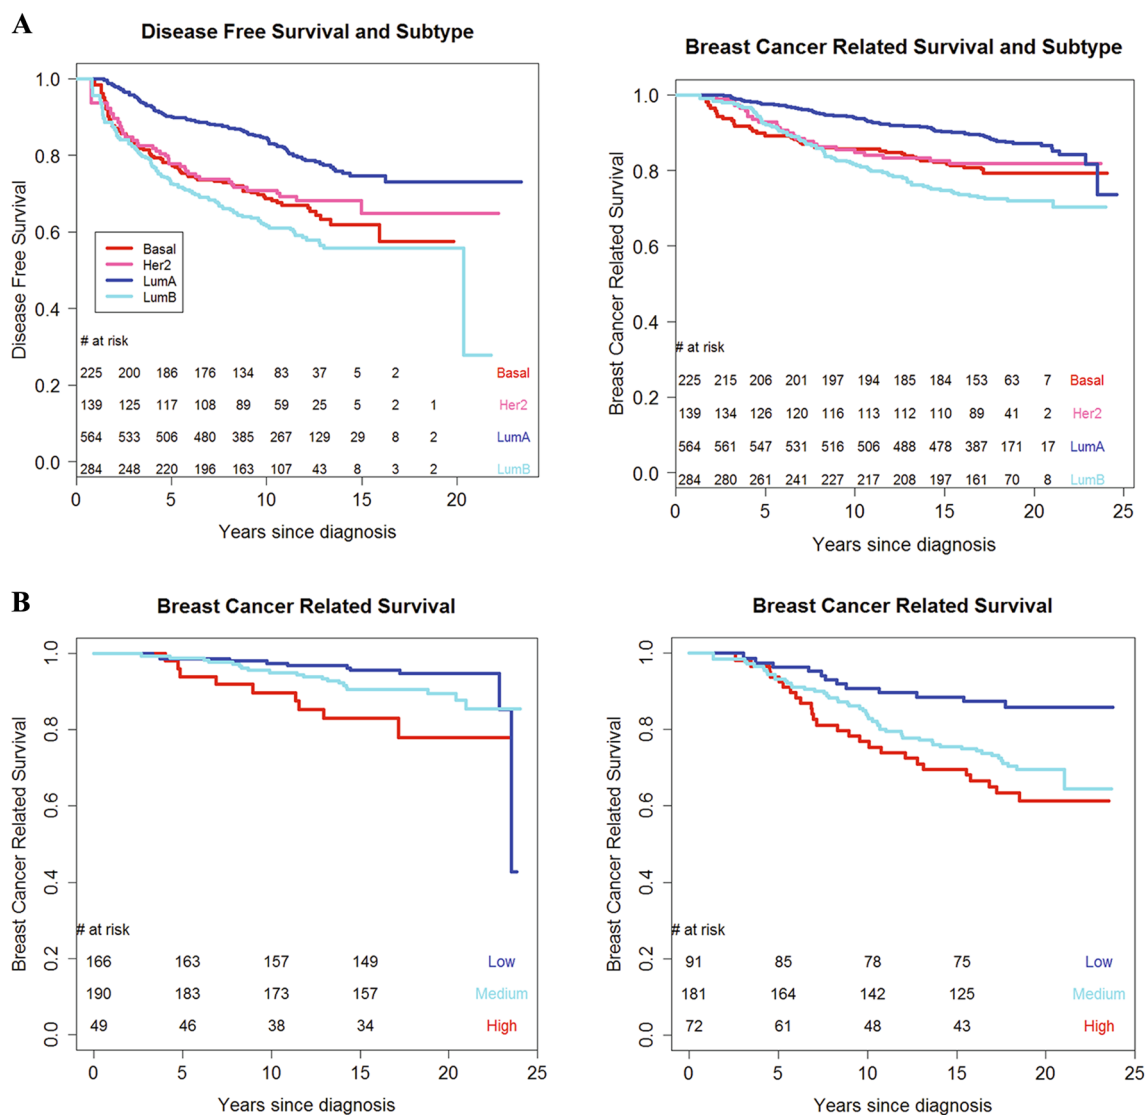 A
Disease Free Survival and Subtype
Disease Free Survival
1.0
0.8
0.6
0.4
0.2
0.0
Basal
Her2
LumA
LumB
# at risk
225 200 186 176 134 83 37 5 2 Basal
139 125 117 108 89 59 25 5 2 1 Her2
564 533 506 480 385 267 129 29 8 2 LumA
284 248 220 196 163 107 43 8 3 2 LumB
0 5 10 15 20
Years since diagnosis
Breast Cancer Related Survival and Subtype
Breast Cancer Related Survival
1.0
0.8
0.6
0.4
0.2
0.0
# at risk
225 215 206 201 197 194 185 184 153 63 7 Basal
139 134 126 120 116 113 112 110 89 41 2 Her2
564 561 547 531 516 506 488 478 387 171 17 LumA
284 280 261 241 227 217 208 197 161 70 8 LumB
0 5 10 15 20 25
Years since diagnosis
B
Breast Cancer Related Survival
Breast Cancer Related Survival
1.0
0.8
0.6
0.4
0.2
0.0
# at risk
166 163 157 149 Low
190 183 173 157 Medium
49 46 38 34 High
0 5 10 15 20 25
Years since diagnosis
Breast Cancer Related Survival
Breast Cancer Related Survival
1.0
0.8
0.6
0.4
0.2
0.0
# at risk
91 85 78 75 Low
181 164 142 125 Medium
72 61 48 43 High
0 5 10 15 20 25
Years since diagnosis